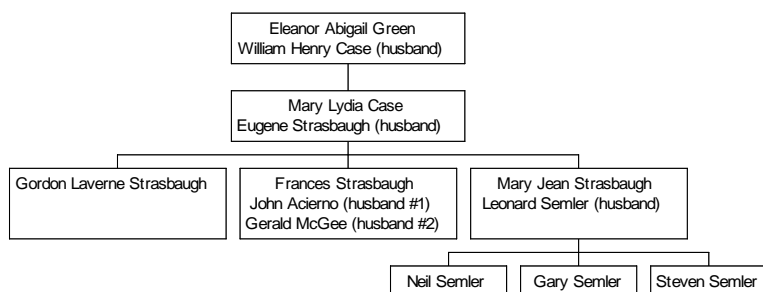 Eleanor Abigail Green
William Henry Case (husband)
Mary Lydia Case
Eugene Strasbaugh (husband)
Gordon Laverne Strasbaugh
Frances Strasbaugh
John Acierno (husband #1)
Gerald McGee (husband #2)
Mary Jean Strasbaugh
Leonard Semler (husband)
Neil Semler
Gary Semler
Steven Semler